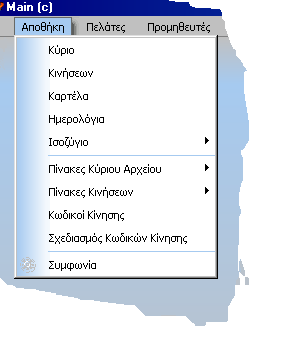 Main (c)
Αποθήκη Πελάτες Προμηθευτές
Κύριο
Κινήσεων
Καρτέλα
Ημερολόγια
Ισοζύγιο
Πίνακες Κύριου Αρχείου
Πίνακες Κινήσεων
Κωδικοί Κίνησης
Σχεδιασμός Κωδικών Κίνησης
Συμφωνία